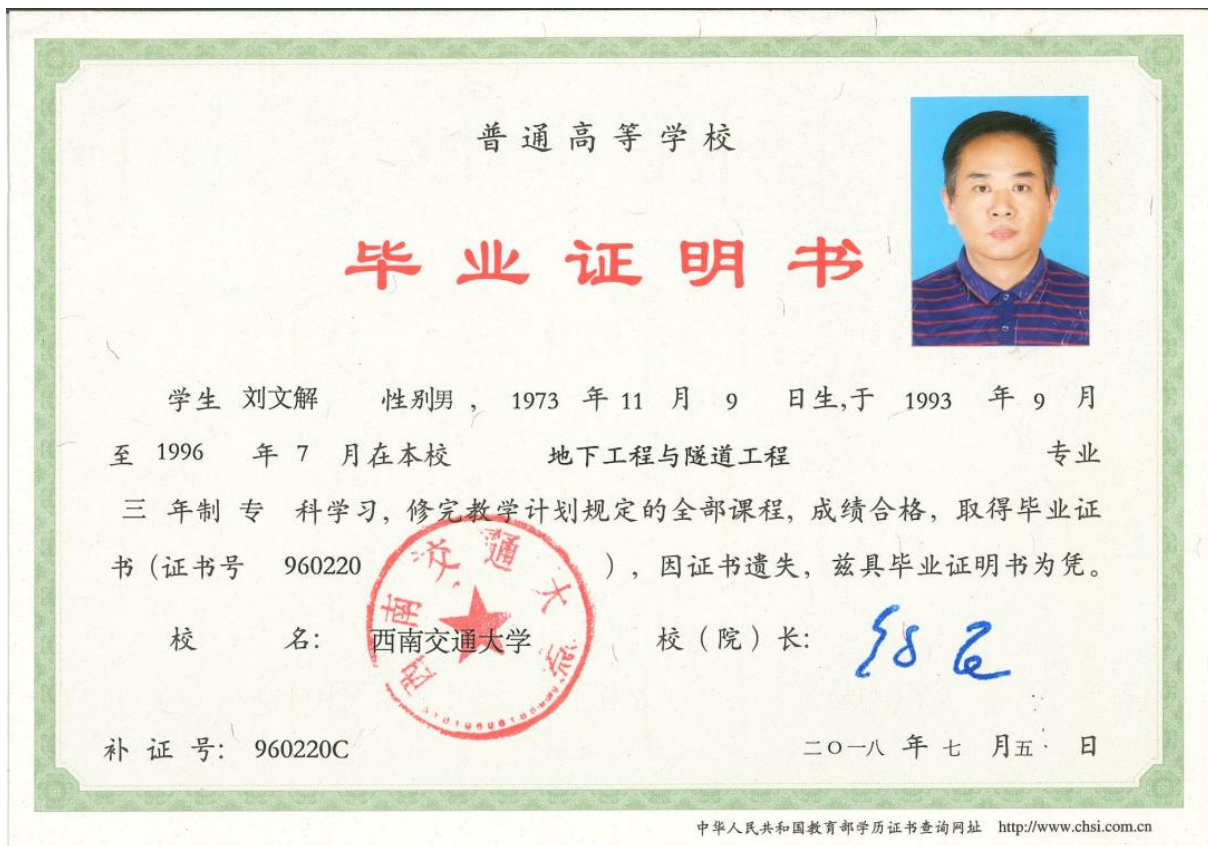 普通高等学校
毕业证明书
学生 刘文解 性别男，1973 年 11 月 9 日生,于 1993 年 9 月
至 1996 年 7 月在本校 地下工程与隧道工程 专业
三 年制 专 科学习，修完教学计划规定的全部课程，成绩合格，取得毕业证
书（证书号 960220 ），因证书遗失，兹具毕业证明书为凭。
校 名： 西南交通大学 校（院）长：
西南交通大学
补 证 号： 960220C 二〇一八 年 七 月五 日
中华人民共和国教育部学历证书查询网址 http://www.chsi.com.cn